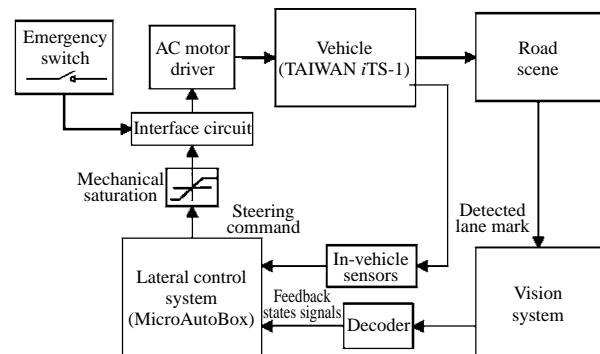 Emergency
switch
AC motor
driver
Vehicle
(TAIWAN iTS-1)
Road
scene
Interface circuit
Mechanical
saturation
Steering
command
Detected
lane mark
In-vehicle
sensors
Lateral control
system
(MicroAutoBox)
Feedback
states signals
Decoder
Vision
system